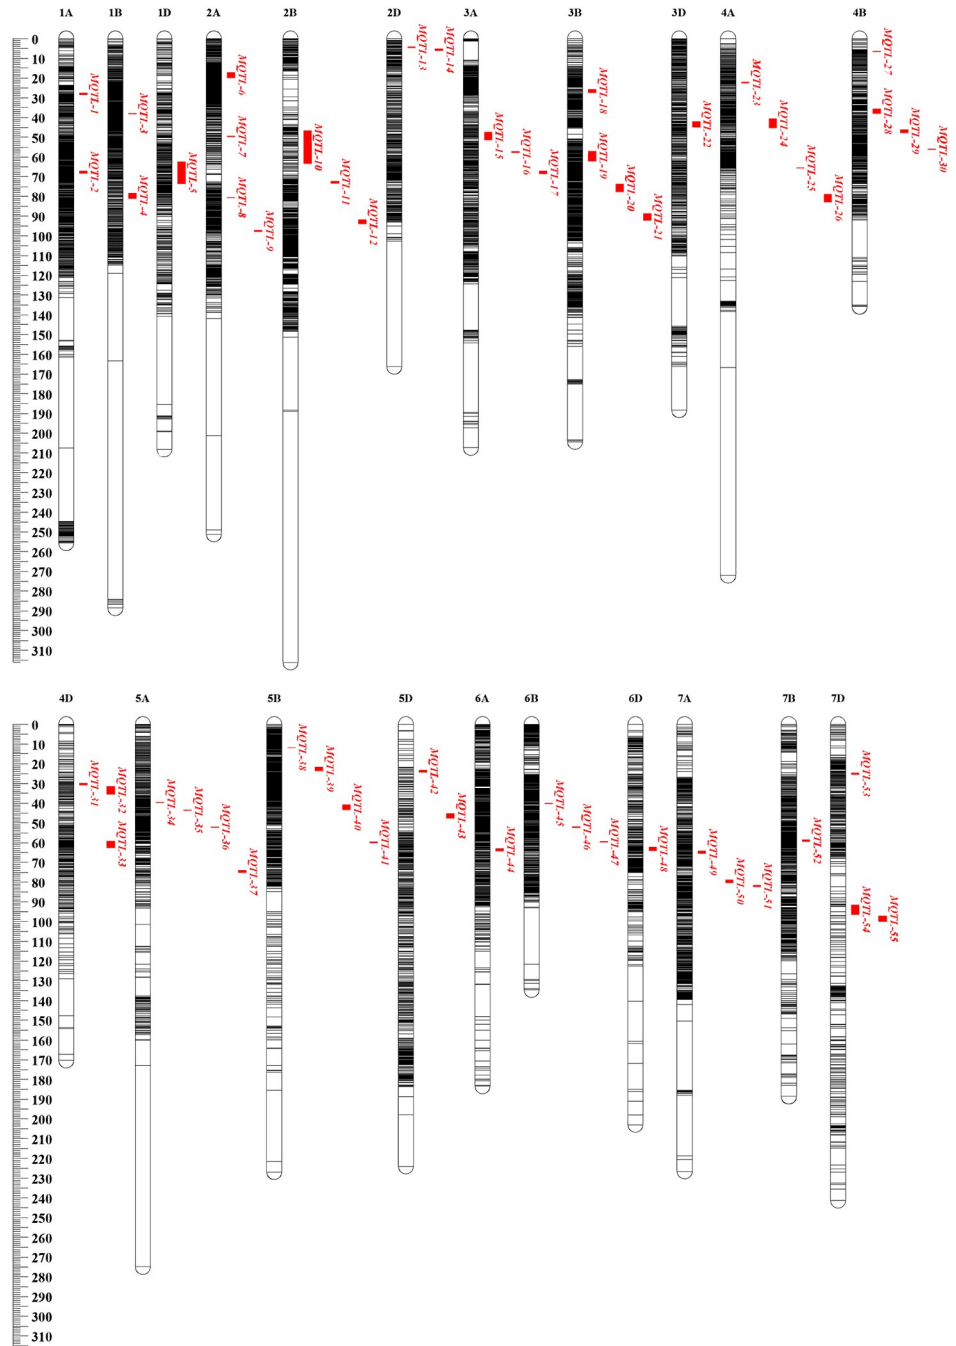 1A 1B 1D 2A 2B 2D 3A 3B 3D 4A 4B
0
10
20
30
40
50
60
70
80
90
100
110
120
130
140
150
160
170
180
190
200
210
220
230
240
250
260
270
280
290
300
310
MQTL-1
MQTL-2
MQTL-3
MQTL-4
MQTL-5
MQTL-6
MQTL-7
MQTL-8
MQTL-9
MQTL-10
MQTL-11
MQTL-12
MQTL-13
MQTL-14
MQTL-15
MQTL-16
MQTL-17
MQTL-18
MQTL-19
MQTL-20
MQTL-21
MQTL-22
MQTL-23
MQTL-24
MQTL-25
MQTL-26
MQTL-27
MQTL-28
MQTL-29
MQTL-30
4D 5A 5B 5D 6A 6B 6D 7A 7B 7D
0
10
20
30
40
50
60
70
80
90
100
110
120
130
140
150
160
170
180
190
200
210
220
230
240
250
260
270
280
290
300
310
MQTL-31
MQTL-32
MQTL-33
MQTL-34
MQTL-35
MQTL-36
MQTL-37
MQTL-38
MQTL-39
MQTL-40
MQTL-41
MQTL-42
MQTL-43
MQTL-44
MQTL-45
MQTL-46
MQTL-47
MQTL-48
MQTL-49
MQTL-50
MQTL-51
MQTL-52
MQTL-53
MQTL-54
MQTL-55